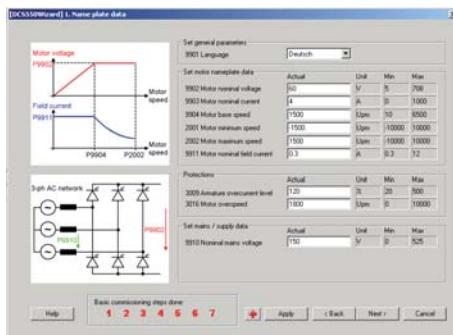 [DCS550Wizard] 1. Name plate data
Motor voltage
P9902
Motor speed
Field current
P9911
Motor speed
P9904 P2002
3-ph AC network
P9910
P9902
Set general parameters
9901 Language Deutsch
Set motor nameplate data
Actual Unit Min Max
9902 Motor nominal voltage 60 V 5 700
9903 Motor nominal current 4 A 0 1000
9904 Motor base speed 1500 Upm 10 6500
2001 Motor minimum speed -1500 Upm -10000 10000
2002 Motor maximum speed 1500 Upm -10000 10000
9911 Motor nominal field current 0.3 A 0.3 12
Protections
Actual Unit Min Max
3009 Armature overcurrent level 120 % 20 500
3016 Motor overspeed 1800 Upm 0 10000
Set mains / supply data
Actual Unit Min Max
9910 Nominal mains voltage 150 V 0 525
Basic commissioning steps done:
1 2 3 4 5 6 7
Help Apply < Back Next > Cancel